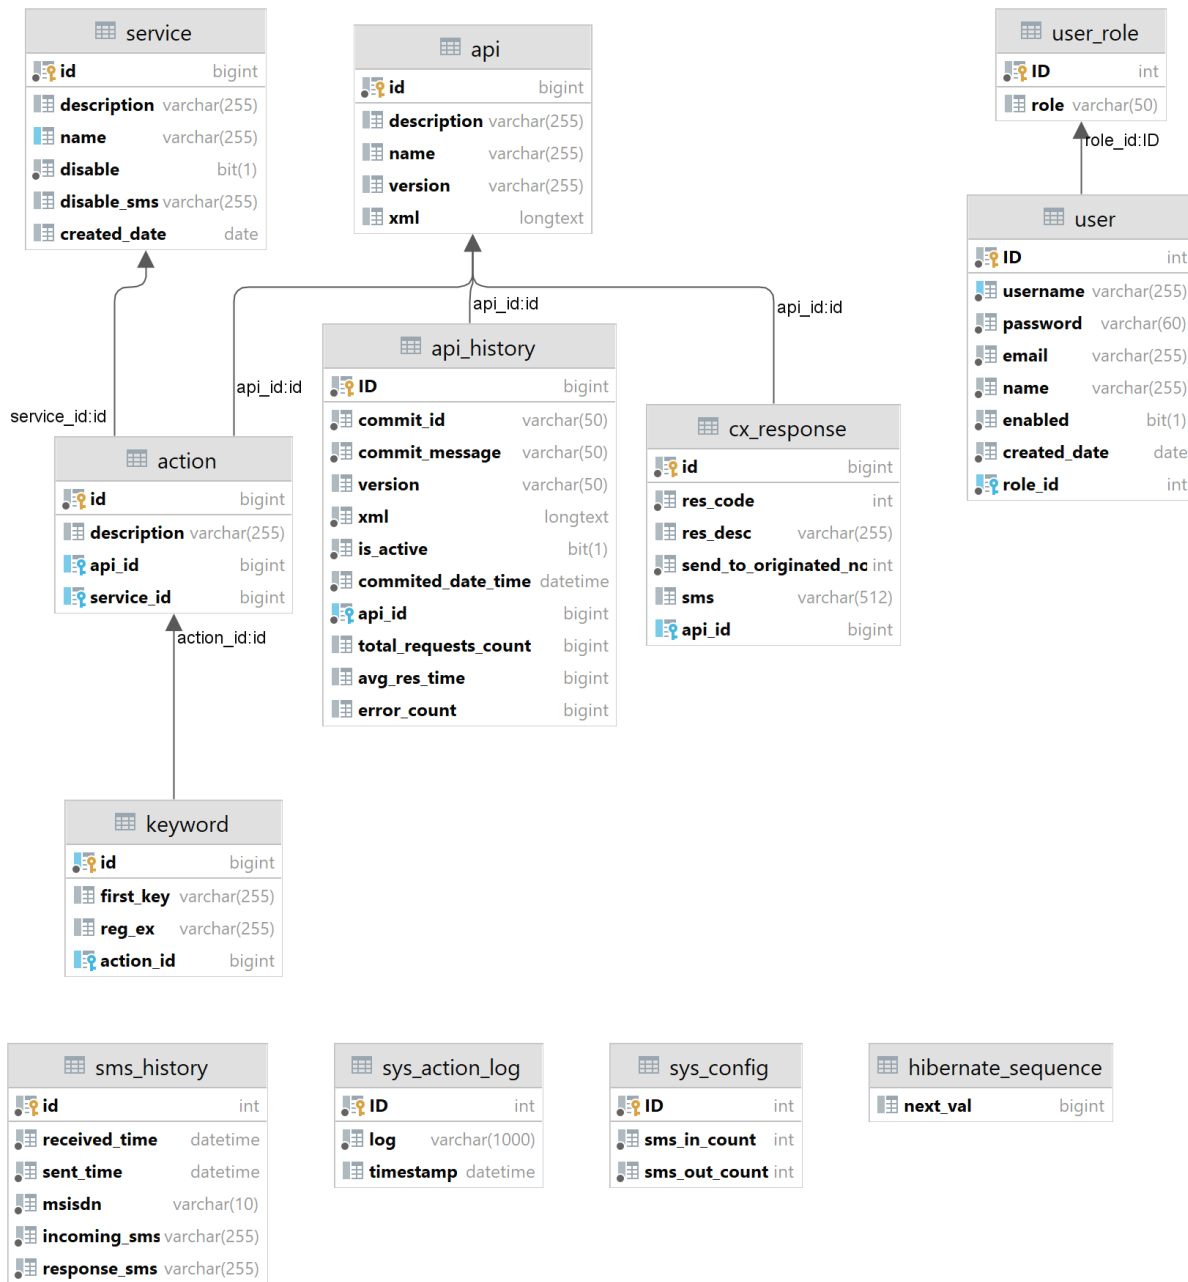 service
id bigint
description varchar(255)
name varchar(255)
disable bit(1)
disable_sms varchar(255)
created_date date
api
id bigint
description varchar(255)
name varchar(255)
version varchar(255)
xml longtext
user_role
ID int
role varchar(50)
role_id:ID
user
ID int
username varchar(255)
password varchar(60)
email varchar(255)
name varchar(255)
enabled bit(1)
created_date date
role_id int
service_id:id
api_id:id
api_id:id
api_id:id
action
id bigint
description varchar(255)
api_id bigint
service_id bigint
action_id:id
api_history
ID bigint
commit_id varchar(50)
commit_message varchar(50)
version varchar(50)
xml longtext
is_active bit(1)
commited_date_time datetime
api_id bigint
total_requests_count bigint
avg_res_time bigint
error_count bigint
cx_response
id bigint
res_code int
res_desc varchar(255)
send_to_originated_no int
sms varchar(512)
api_id bigint
keyword
id bigint
first_key varchar(255)
reg_ex varchar(255)
action_id bigint
sms_history
id int
received_time datetime
sent_time datetime
msisdn varchar(10)
incoming_sms varchar(255)
response_sms varchar(255)
sys_action_log
ID int
log varchar(1000)
timestamp datetime
sys_config
ID int
sms_in_count int
sms_out_count int
hibernate_sequence
next_val bigint